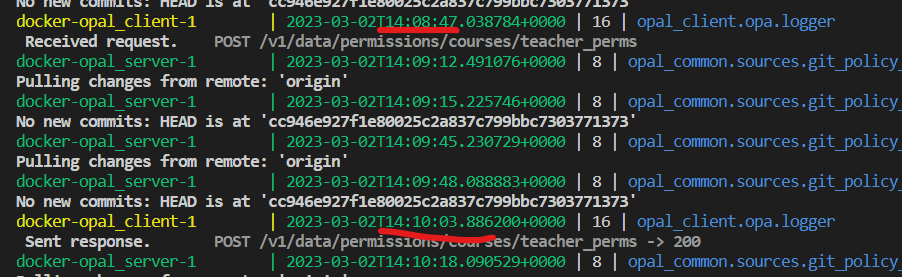 No new commits: HEAD is at 'cc946e927f1e80025c2a837c799bbc7303771373'
docker-opal_client-1 | 2023-03-02T14:08:47.038784+0000 | 16 | opal_client.opa.logger
Received request. POST /v1/data/permissions/courses/teacher_perms
docker-opal_server-1 | 2023-03-02T14:09:12.491076+0000 | 8 | opal_common.sources.git_policy_
Pulling changes from remote: 'origin'
docker-opal_server-1 | 2023-03-02T14:09:15.225746+0000 | 8 | opal_common.sources.git_policy_
No new commits: HEAD is at 'cc946e927f1e80025c2a837c799bbc7303771373'
docker-opal_server-1 | 2023-03-02T14:09:45.230729+0000 | 8 | opal_common.sources.git_policy_
Pulling changes from remote: 'origin'
docker-opal_server-1 | 2023-03-02T14:09:48.088883+0000 | 8 | opal_common.sources.git_policy_
No new commits: HEAD is at 'cc946e927f1e80025c2a837c799bbc7303771373'
docker-opal_client-1 | 2023-03-02T14:10:03.886200+0000 | 16 | opal_client.opa.logger
Sent response. POST /v1/data/permissions/courses/teacher_perms -> 200
docker-opal_server-1 | 2023-03-02T14:10:18.090529+0000 | 8 | opal_common.sources.git_policy_